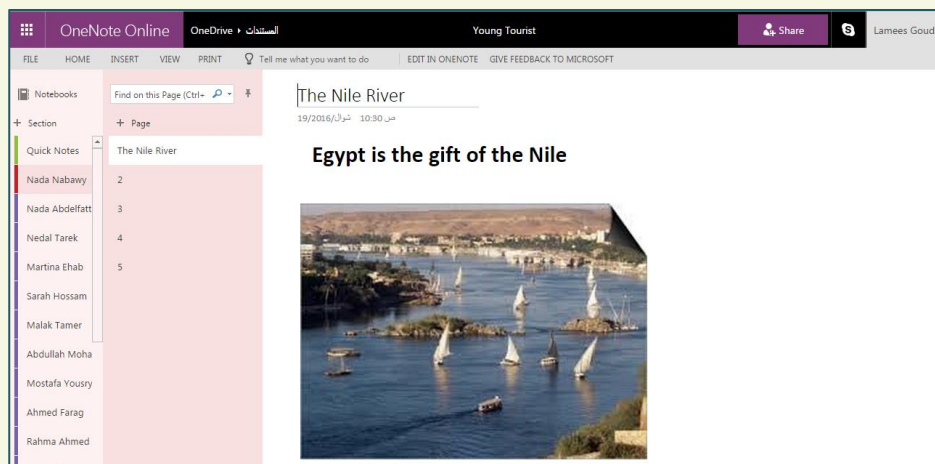 OneNote Online
OneDrive ▸ المستندات
Young Tourist
Share
Lamees Goud
FILE HOME INSERT VIEW PRINT Tell me what you want to do EDIT IN ONENOTE GIVE FEEDBACK TO MICROSOFT
Notebooks
+ Section
Quick Notes
Nada Nabawy
Nada Abdelfatt
Nedal Tarek
Martina Ehab
Sarah Hossam
Malak Tamer
Abdullah Moha
Mostafa Yousry
Ahmed Farag
Rahma Ahmed
Find on this Page (Ctrl+
+ Page
The Nile River
2
3
4
5
The Nile River
19/شوال/2016 10:30 ص
Egypt is the gift of the Nile